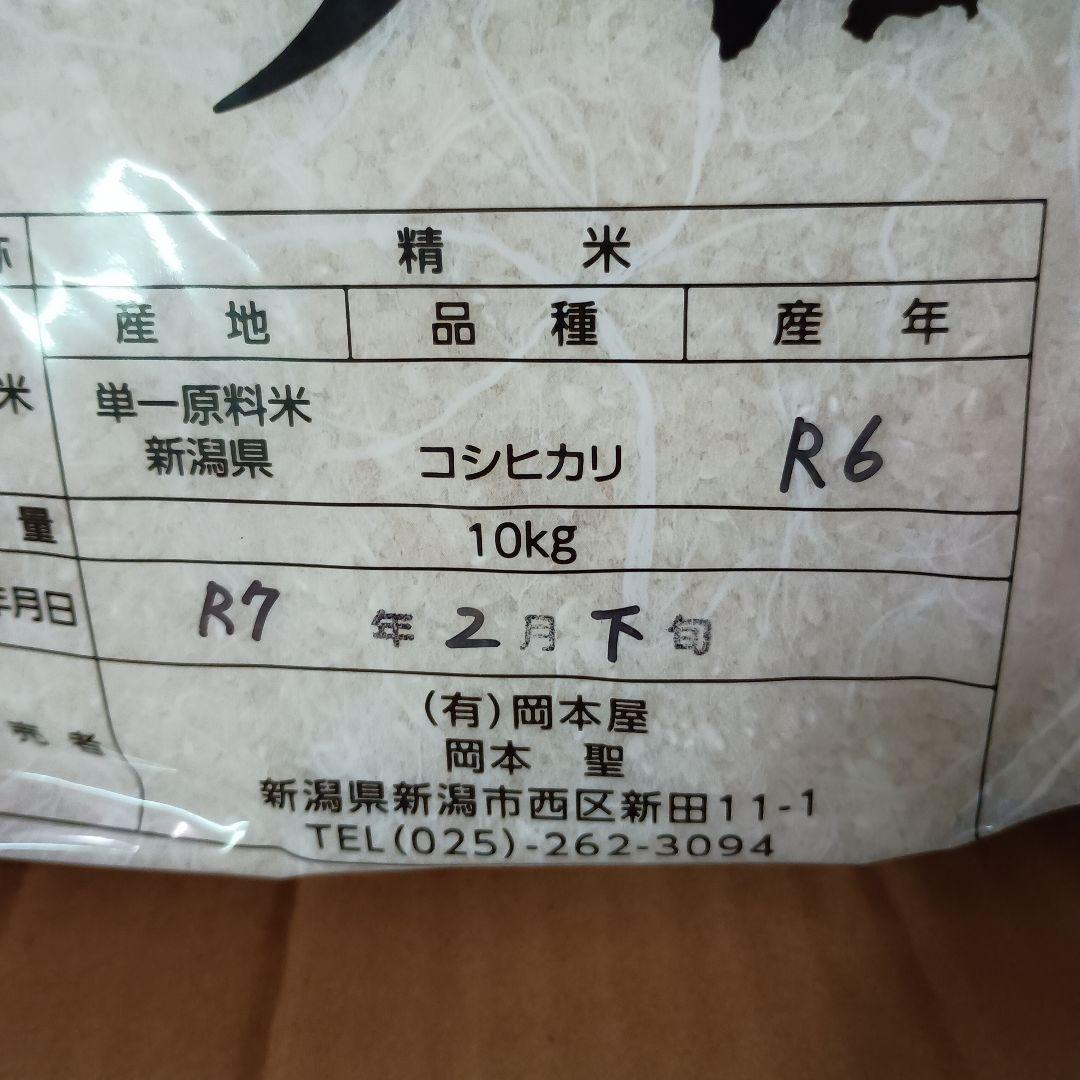 精米
産地 品種 産年
米 単一原料米
新潟県 コシヒカリ R6
量 10kg
年月日 R7年2月下旬
(有)岡本屋
売者 岡本 聖
新潟県新潟市西区新田11-1
TEL(025)-262-3094